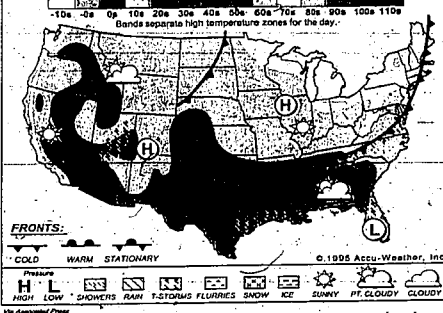 -10s -0s 0s 10s 20s 30s 40s 50s 60s 70s 80s 90s 100s 110s
Bands separate high temperature zones for the day.
H
H
L
FRONTS:
COLD WARM STATIONARY
© 1995 Accu-Weather, Inc
Pressure
H L
HIGH LOW SHOWERS RAIN T-STORMS FLURRIES SNOW ICE SUNNY PT. CLOUDY CLOUDY
Via Associated Press